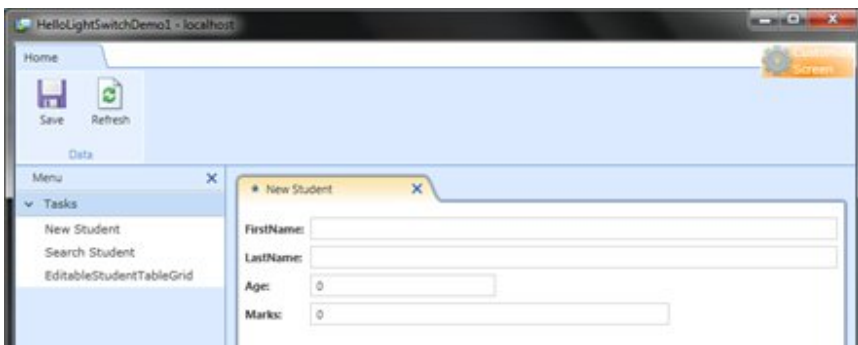 HelloLightSwitchDemo1 - localhost
Home
Screen
Save
Refresh
Data
Menu
Tasks
New Student
Search Student
EditableStudentTableGrid
New Student
FirstName:
LastName:
Age: 0
Marks: 0